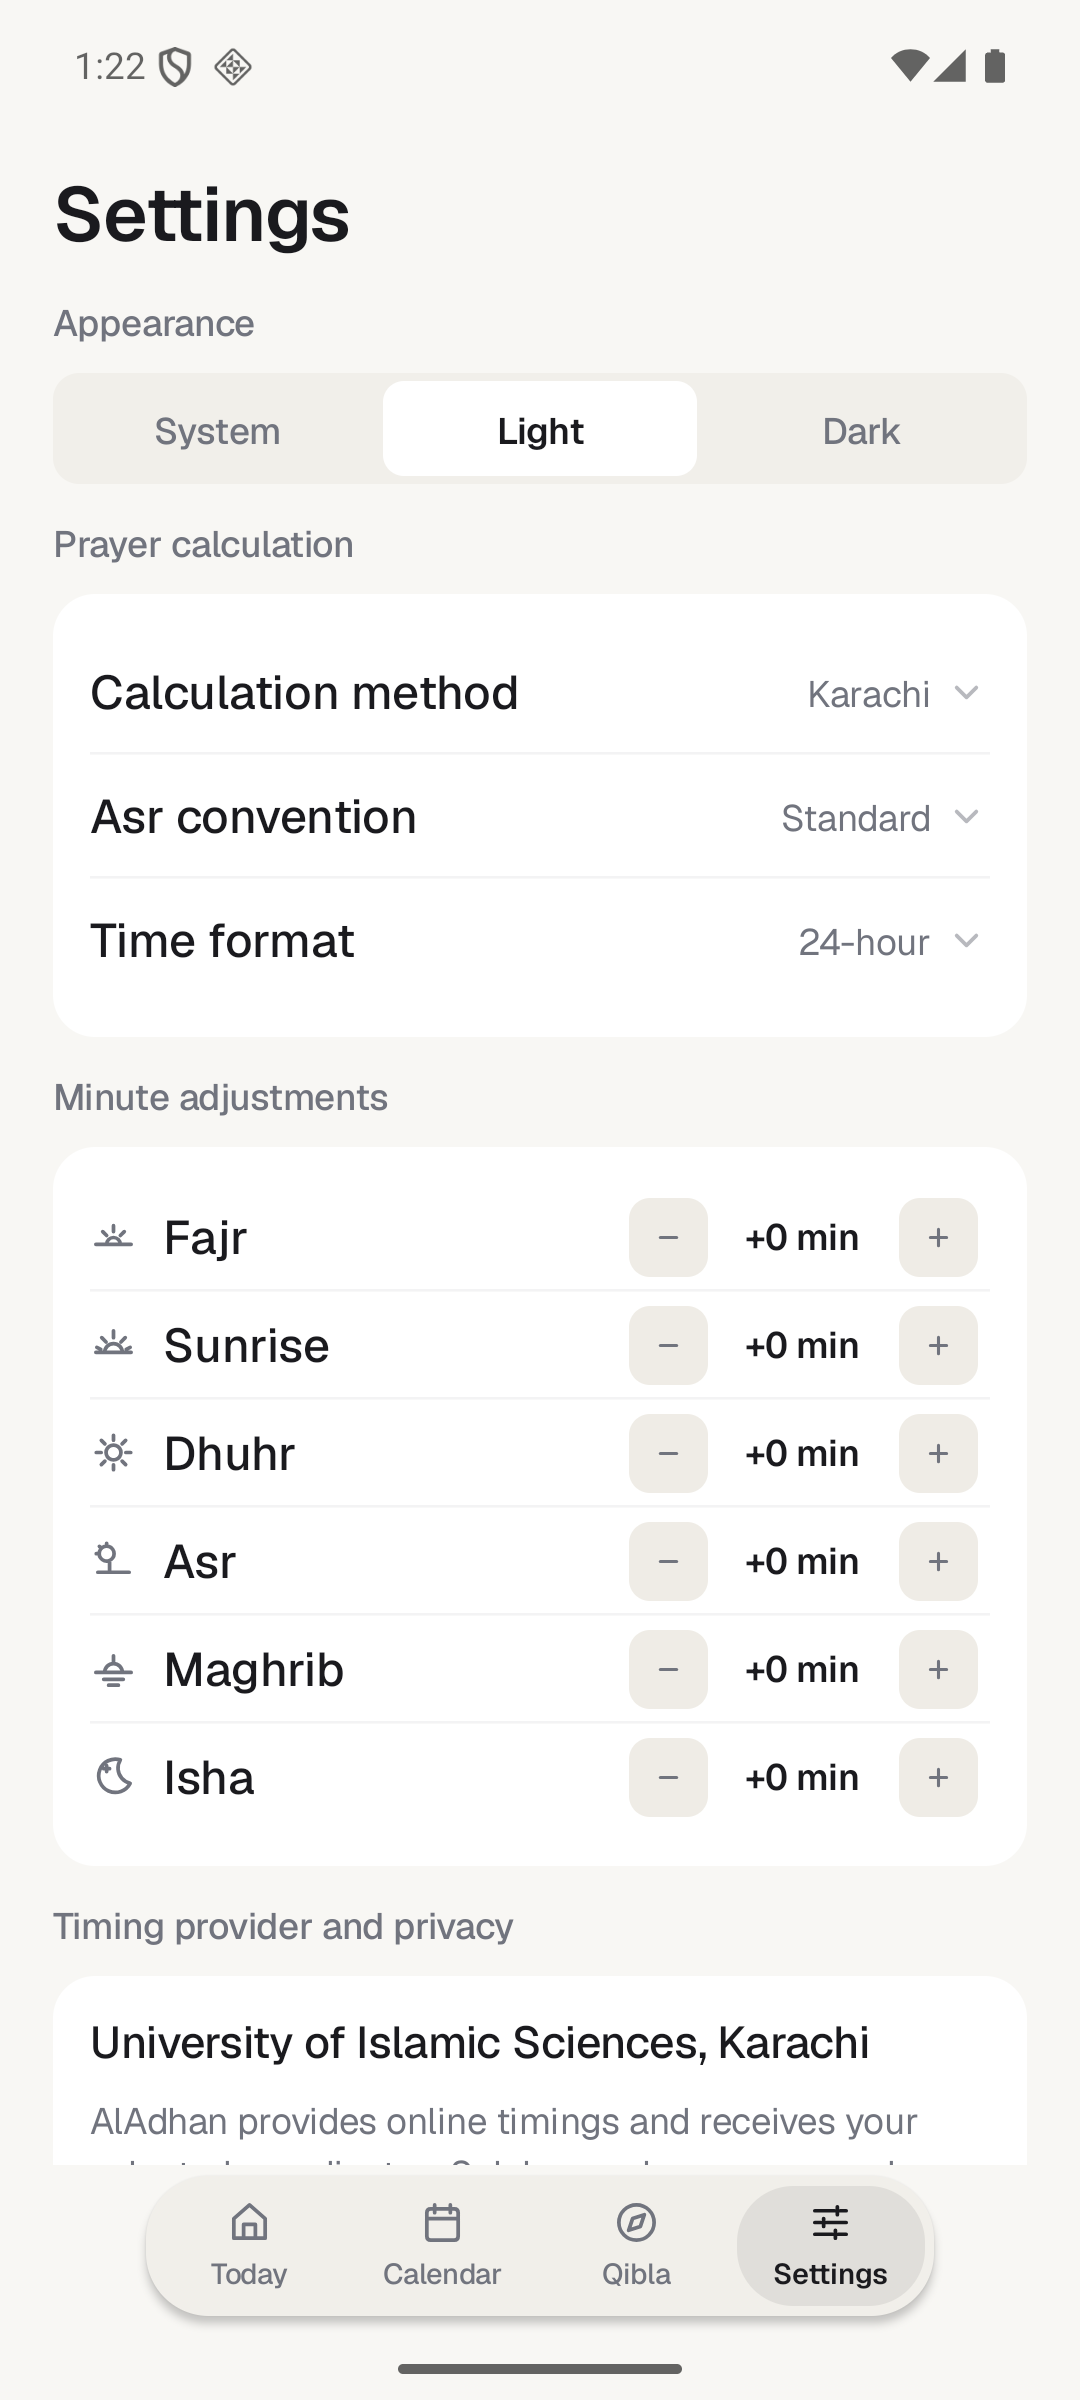 1:22
Settings
Appearance
System Light Dark
Prayer calculation
Calculation method Karachi
Asr convention Standard
Time format 24-hour
Minute adjustments
Fajr − +0 min +
Sunrise − +0 min +
Dhuhr − +0 min +
Asr − +0 min +
Maghrib − +0 min +
Isha − +0 min +
Timing provider and privacy
University of Islamic Sciences, Karachi
AlAdhan provides online timings and receives your
Today Calendar Qibla Settings